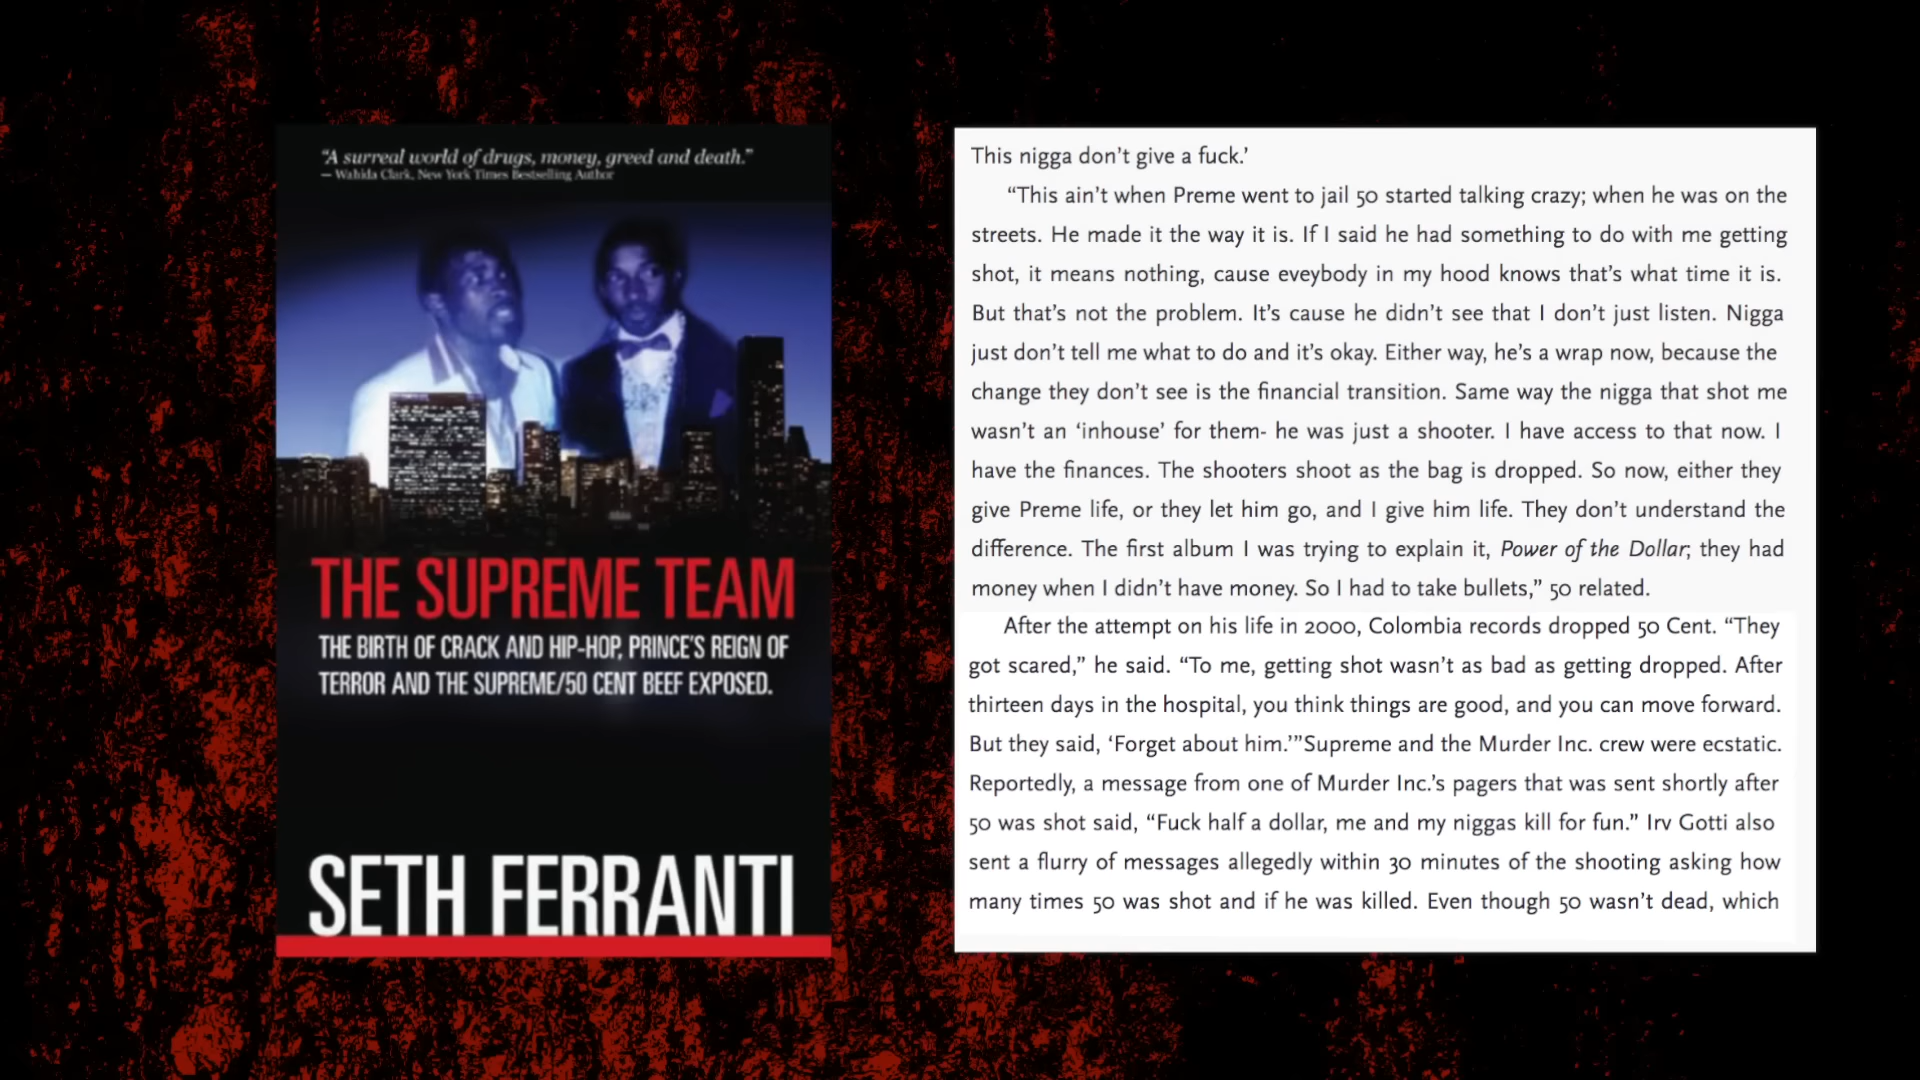 “A surreal world of drugs, money, greed and death.”
— Wahida Clark, New York Times Bestselling Author
THE SUPREME TEAM
THE BIRTH OF CRACK AND HIP-HOP, PRINCE'S REIGN OF
TERROR AND THE SUPREME/50 CENT BEEF EXPOSED.
SETH FERRANTI
This nigga don't give a fuck.’
“This ain't when Preme went to jail 50 started talking crazy; when he was on the
streets. He made it the way it is. If I said he had something to do with me getting
shot, it means nothing, cause eveybody in my hood knows that's what time it is.
But that's not the problem. It's cause he didn't see that I don't just listen. Nigga
just don't tell me what to do and it's okay. Either way, he's a wrap now, because the
change they don't see is the financial transition. Same way the nigga that shot me
wasn't an ‘inhouse’ for them- he was just a shooter. I have access to that now. I
have the finances. The shooters shoot as the bag is dropped. So now, either they
give Preme life, or they let him go, and I give him life. They don't understand the
difference. The first album I was trying to explain it, Power of the Dollar; they had
money when I didn't have money. So I had to take bullets,” 50 related.
After the attempt on his life in 2000, Colombia records dropped 50 Cent. “They
got scared,” he said. “To me, getting shot wasn't as bad as getting dropped. After
thirteen days in the hospital, you think things are good, and you can move forward.
But they said, ‘Forget about him.’”Supreme and the Murder Inc. crew were ecstatic.
Reportedly, a message from one of Murder Inc.'s pagers that was sent shortly after
50 was shot said, “Fuck half a dollar, me and my niggas kill for fun.” Irv Gotti also
sent a flurry of messages allegedly within 30 minutes of the shooting asking how
many times 50 was shot and if he was killed. Even though 50 wasn't dead, which